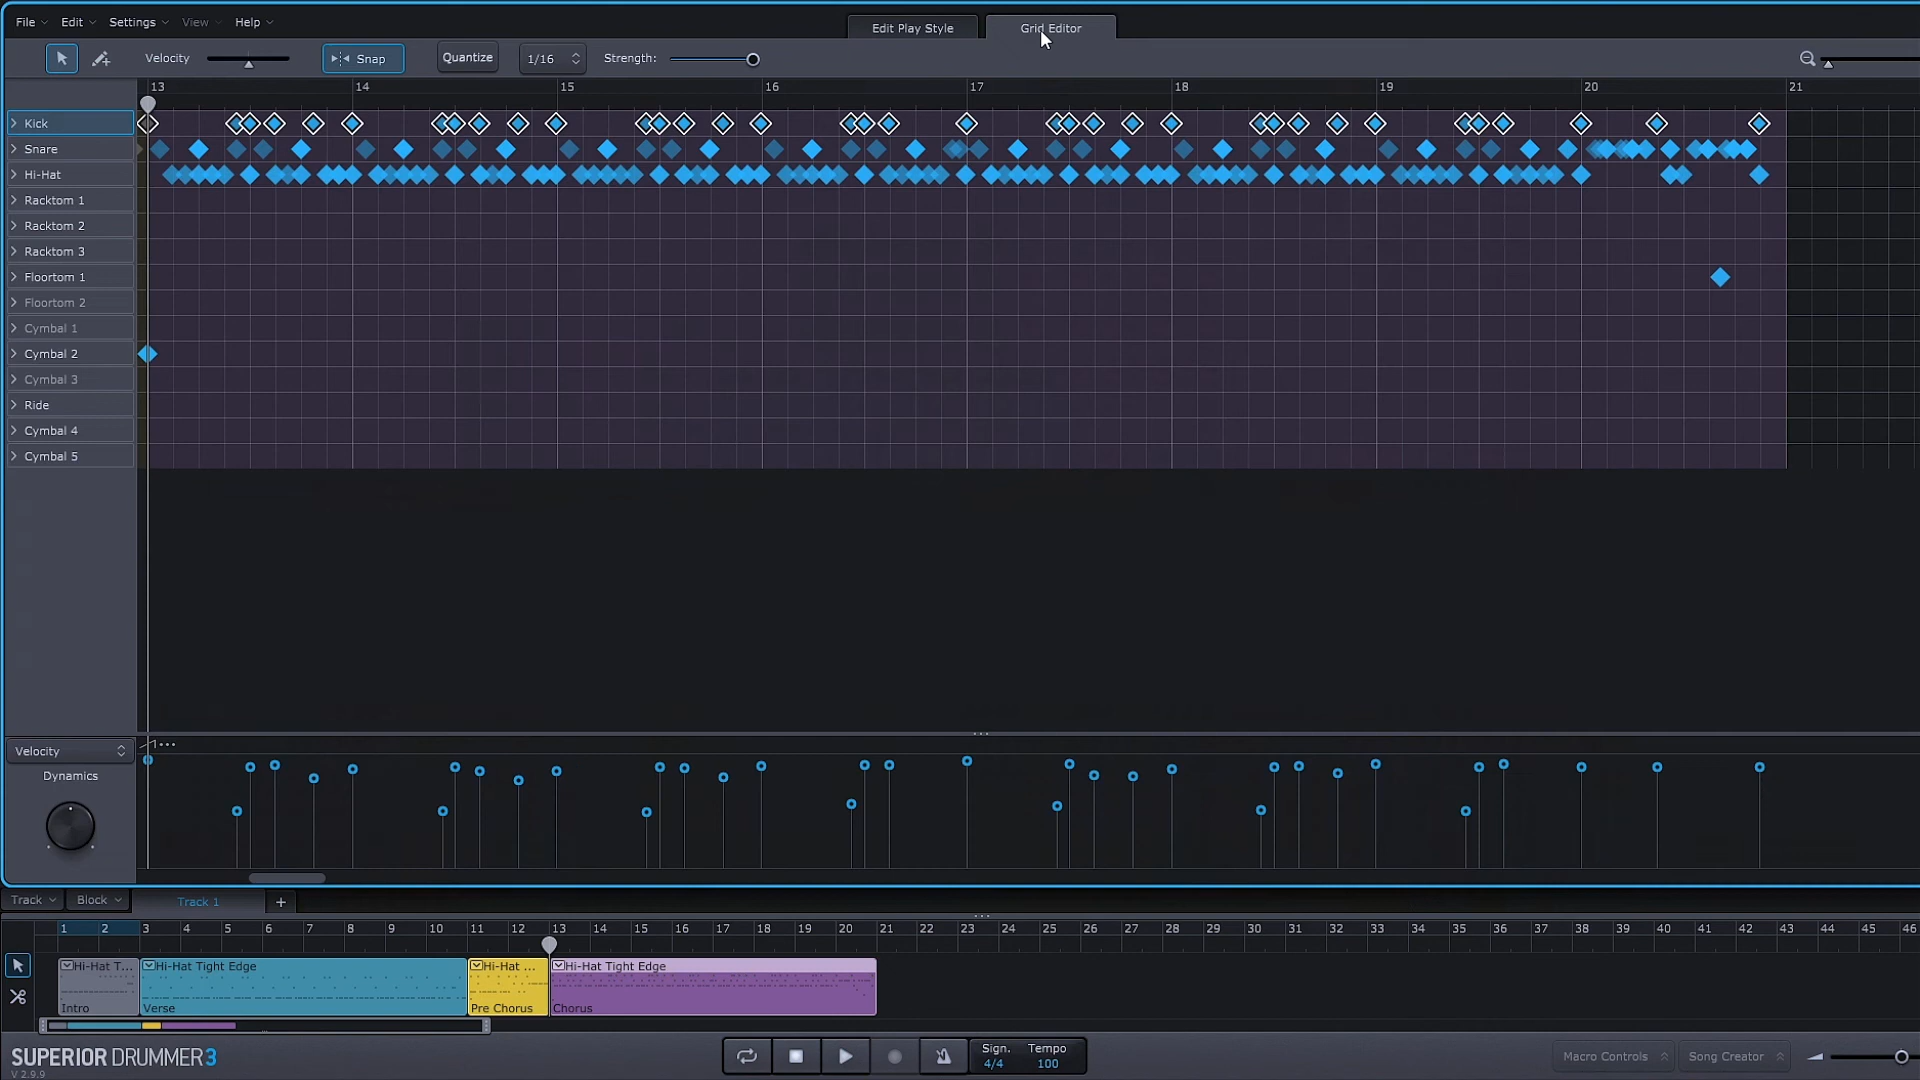 File Edit Settings View Help
Edit Play Style Grid Editor
Velocity Snap Quantize 1/16 Strength:
13 14 15 16 17 18 19 20 21
Kick
Snare
Hi-Hat
Racktom 1
Racktom 2
Racktom 3
Floortom 1
Floortom 2
Cymbal 1
Cymbal 2
Cymbal 3
Ride
Cymbal 4
Cymbal 5
Velocity
Dynamics
Track Block Track 1 +
1 2 3 4 5 6 7 8 9 10 11 12 13 14 15 16 17 18 19 20 21 22 23 24 25 26 27 28 29 30 31 32 33 34 35 36 37 38 39 40 41 42 43 44 45 46
Hi-Hat T... Hi-Hat Tight Edge Hi-Hat ... Hi-Hat Tight Edge
Intro Verse Pre Chorus Chorus
SUPERIOR DRUMMER 3
V 2.9.9
Sign. Tempo
4/4 100
Macro Controls Song Creator